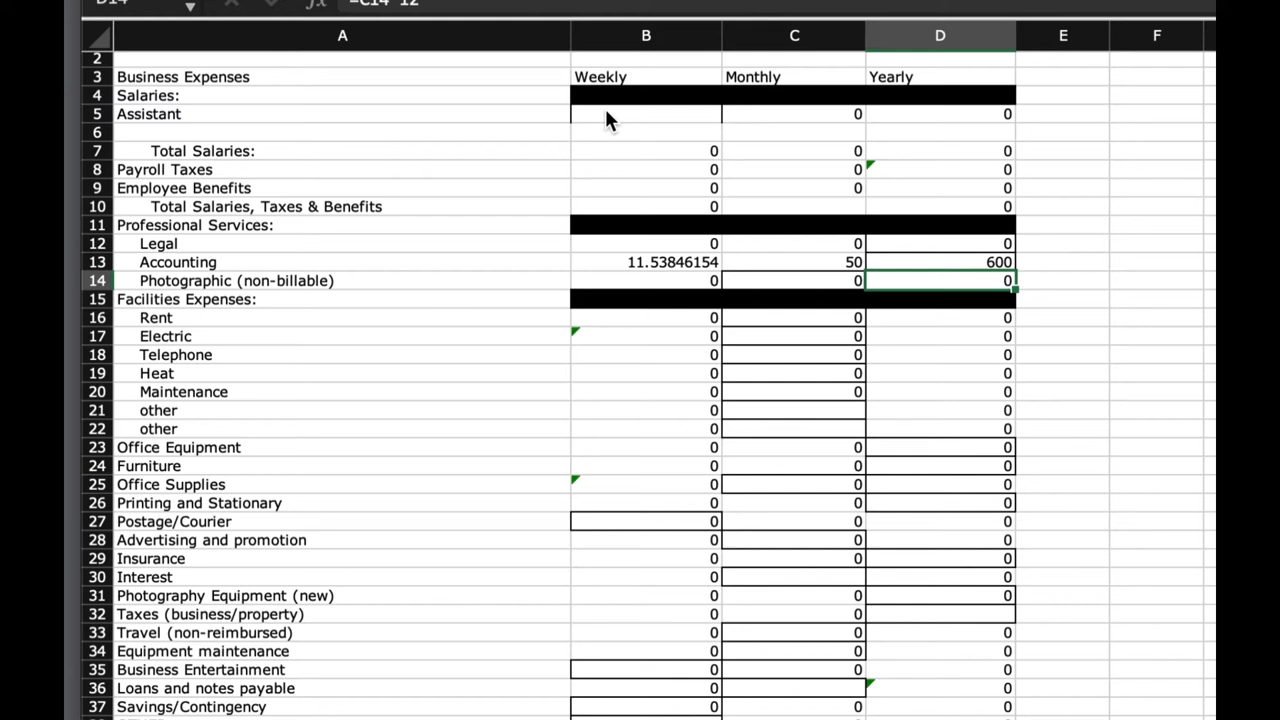 D14 fx =C14*12
A B C D E F
2
3 Business Expenses Weekly Monthly Yearly
4 Salaries:
5 Assistant 0 0
6
7 Total Salaries: 0 0 0
8 Payroll Taxes 0 0 0
9 Employee Benefits 0 0 0
10 Total Salaries, Taxes & Benefits 0 0
11 Professional Services:
12 Legal 0 0 0
13 Accounting 11.53846154 50 600
14 Photographic (non-billable) 0 0 0
15 Facilities Expenses:
16 Rent 0 0 0
17 Electric 0 0 0
18 Telephone 0 0 0
19 Heat 0 0 0
20 Maintenance 0 0 0
21 other 0 0
22 other 0 0
23 Office Equipment 0 0 0
24 Furniture 0 0 0
25 Office Supplies 0 0 0
26 Printing and Stationary 0 0 0
27 Postage/Courier 0 0 0
28 Advertising and promotion 0 0 0
29 Insurance 0 0 0
30 Interest 0 0
31 Photography Equipment (new) 0 0 0
32 Taxes (business/property) 0 0
33 Travel (non-reimbursed) 0 0 0
34 Equipment maintenance 0 0 0
35 Business Entertainment 0 0 0
36 Loans and notes payable 0 0
37 Savings/Contingency 0 0 0